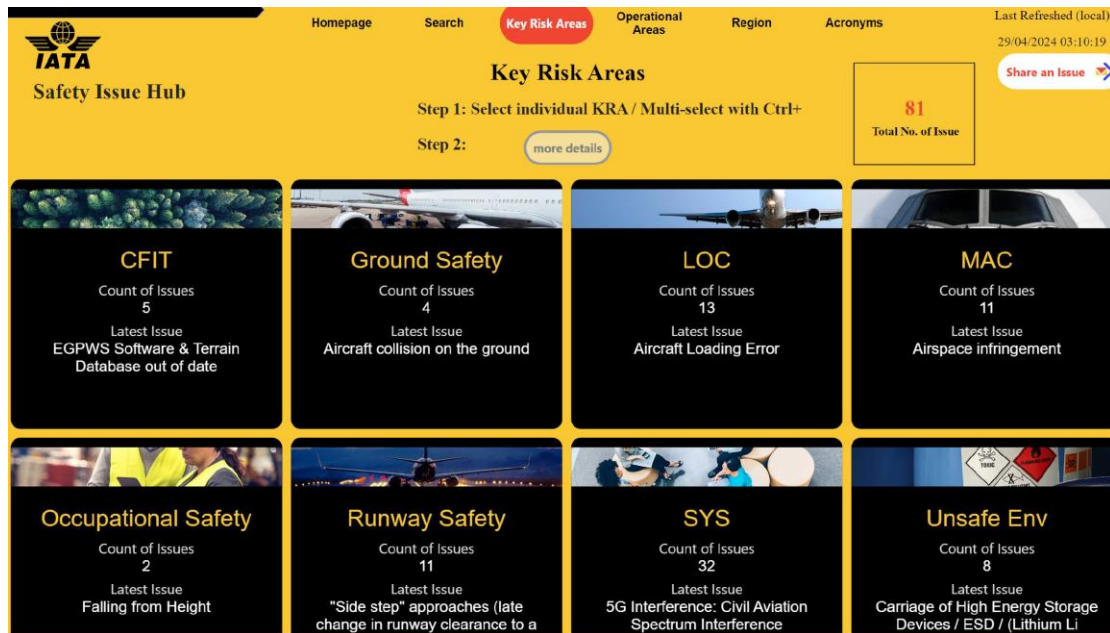 Homepage
Search
Key Risk Areas
Operational
Areas
Region
Acronyms
Last Refreshed (local)
29/04/2024 03:10:19
IATA
Safety Issue Hub
Share an Issue
Key Risk Areas
Step 1: Select individual KRA / Multi-select with Ctrl+
Step 2:
more details
81
Total No. of Issue
CFIT
Count of Issues
5
Latest Issue
EGPWS Software & Terrain
Database out of date
Ground Safety
Count of Issues
4
Latest Issue
Aircraft collision on the ground
LOC
Count of Issues
13
Latest Issue
Aircraft Loading Error
MAC
Count of Issues
11
Latest Issue
Airspace infringement
Occupational Safety
Count of Issues
2
Latest Issue
Falling from Height
Runway Safety
Count of Issues
11
Latest Issue
"Side step" approaches (late
change in runway clearance to a
SYS
Count of Issues
32
Latest Issue
5G Interference: Civil Aviation
Spectrum Interference
TOXIC
Unsafe Env
Count of Issues
8
Latest Issue
Carriage of High Energy Storage
Devices / ESD / (Lithium Li